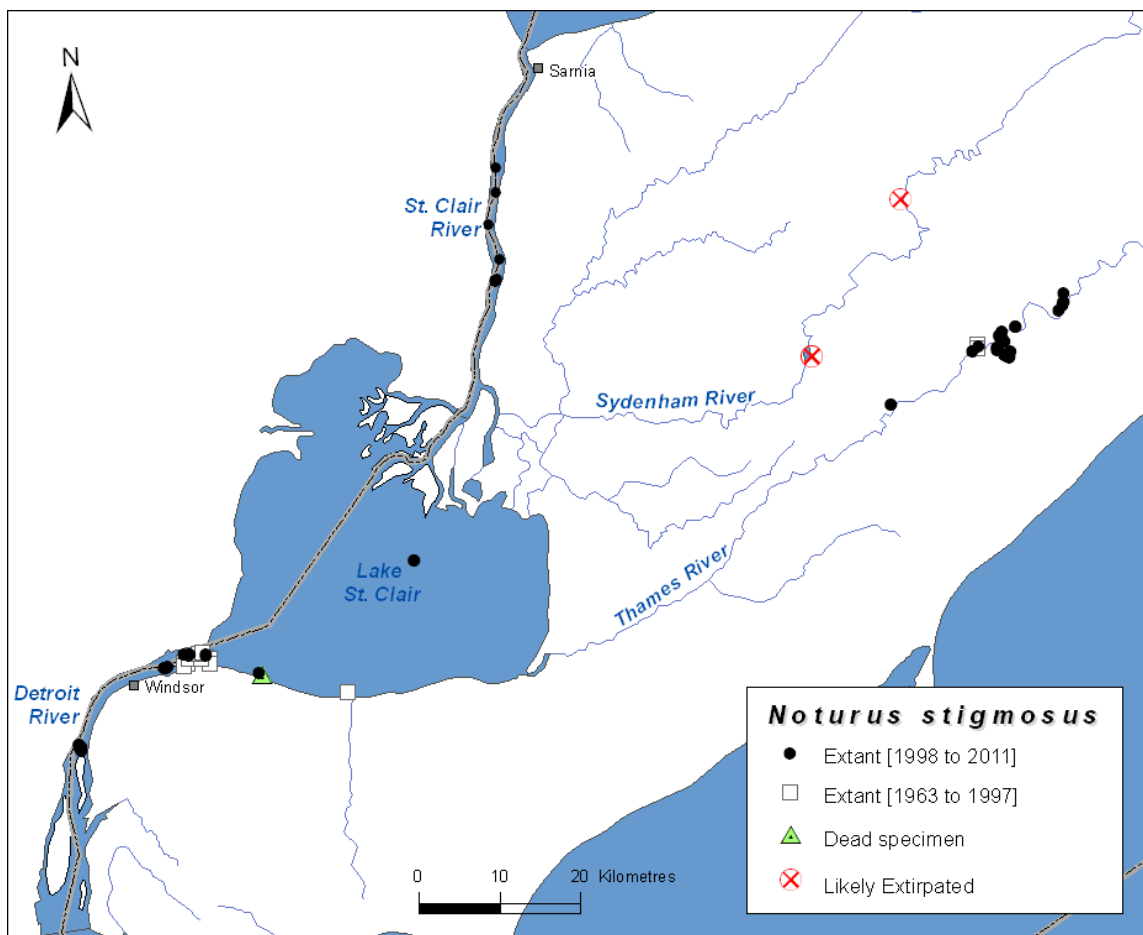 N
Sarnia
St. Clair
River
Sydenham River
Lake
St. Clair
Thames River
Windsor
Detroit
River
Noturus stigmosus
Extant [1998 to 2011]
Extant [1963 to 1997]
Dead specimen
Likely Extirpated
0 10 20 Kilometres